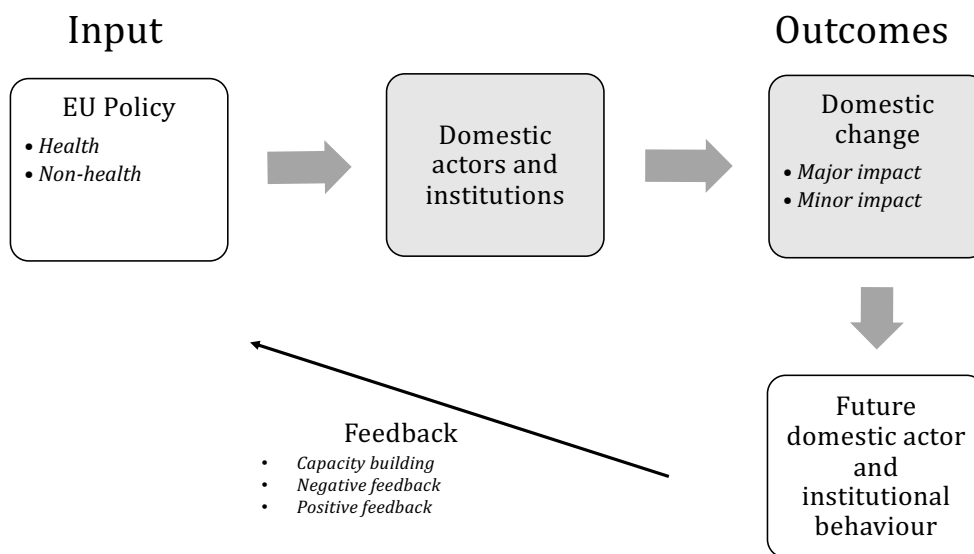 Input
Outcomes
EU Policy
• Health
• Non-health
Domestic
actors and
institutions
Domestic
change
• Major impact
• Minor impact
Feedback
• Capacity building
• Negative feedback
• Positive feedback
Future
domestic actor
and
institutional
behaviour